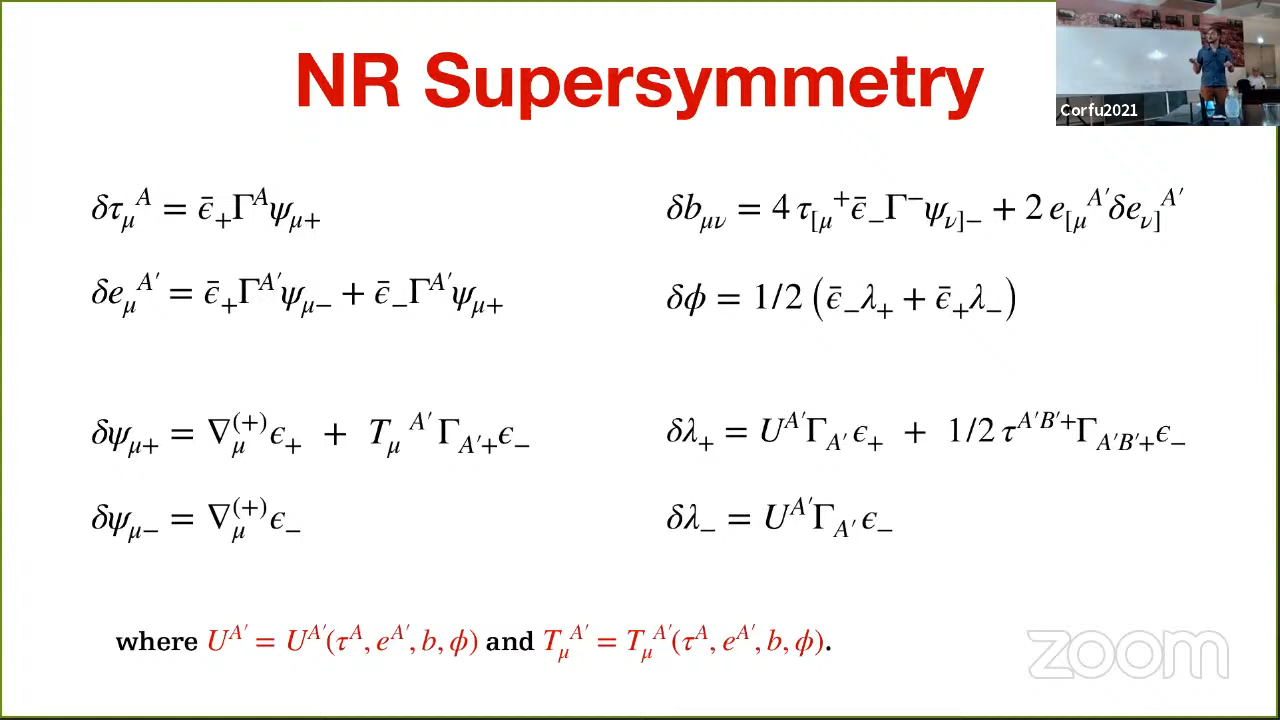 NR Supersymmetry
Corfu2021
δτ_μ^A = ε̄_+ Γ^A ψ_{μ+}
δb_{μν} = 4 τ_{[μ}^+ ε̄_- Γ^- ψ_{ν]-} + 2 e_{[μ}^{A′} δe_{ν]}^{A′}
δe_μ^{A′} = ε̄_+ Γ^{A′} ψ_{μ-} + ε̄_- Γ^{A′} ψ_{μ+}
δϕ = 1/2 (ε̄_- λ_+ + ε̄_+ λ_-)
δψ_{μ+} = ∇_μ^{(+)} ϵ_+ + T_μ^{A′} Γ_{A′+} ϵ_-
δλ_+ = U^{A′} Γ_{A′} ϵ_+ + 1/2 τ^{A′B′+} Γ_{A′B′+} ϵ_-
δψ_{μ-} = ∇_μ^{(+)} ϵ_-
δλ_- = U^{A′} Γ_{A′} ϵ_-
where U^{A′} = U^{A′}(τ^A, e^{A′}, b, ϕ) and T_μ^{A′} = T_μ^{A′}(τ^A, e^{A′}, b, ϕ).
zoom